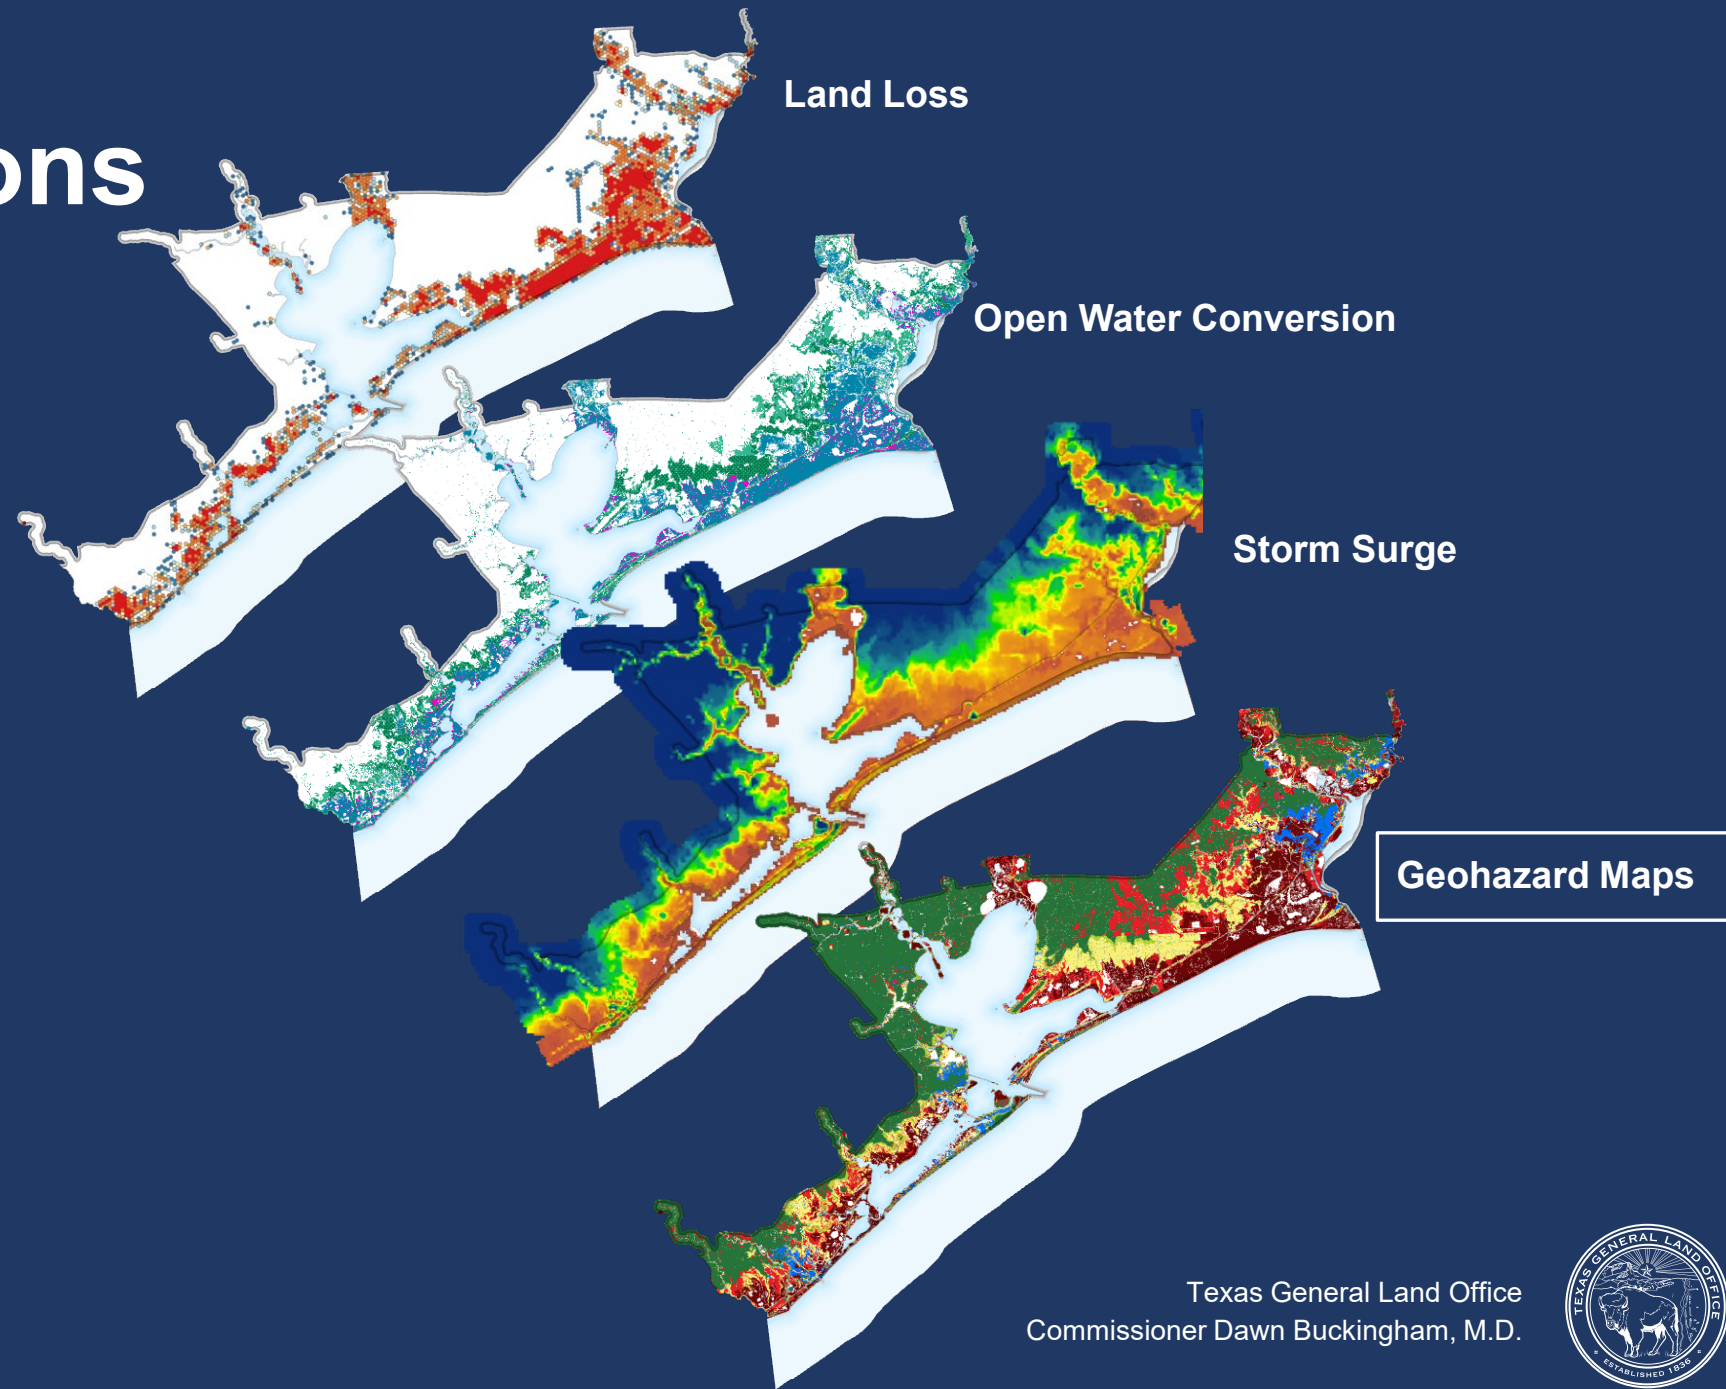 Land Loss
ons
Open Water Conversion
Storm Surge
Geohazard Maps
Texas General Land Office
Commissioner Dawn Buckingham, M.D.
TEXAS GENERAL LAND OFFICE
ESTABLISHED 1836